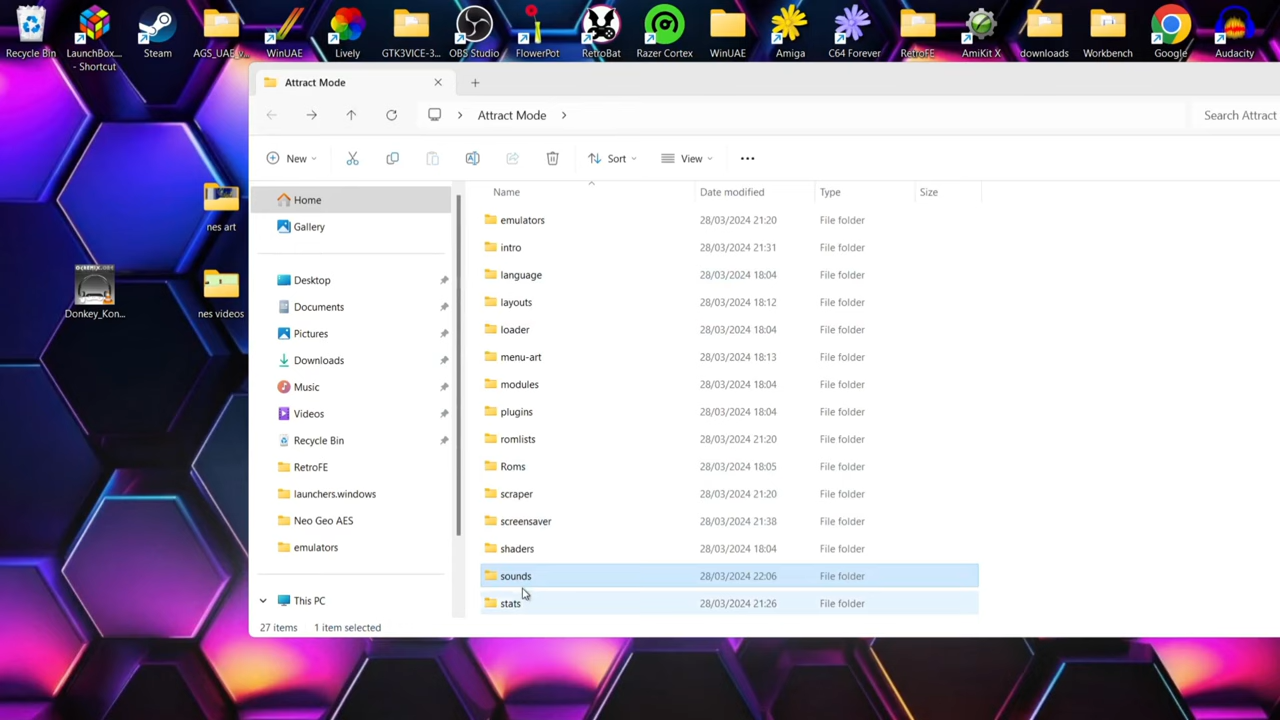 Recycle Bin
LaunchBox... - Shortcut
Steam
AGS_UAE_v...
WinUAE
Lively
GTK3VICE-3...
OBS Studio
FlowerPot
RetroBat
Razer Cortex
WinUAE
Amiga
C64 Forever
RetroFE
AmiKit X
downloads
Workbench
Google
Audacity
nes art
Donkey_Kon...
nes videos
Attract Mode
Attract Mode
Search Attract
New
Sort
View
Home
Gallery
Desktop
Documents
Pictures
Downloads
Music
Videos
Recycle Bin
RetroFE
launchers.windows
Neo Geo AES
emulators
This PC
Name Date modified Type Size
emulators 28/03/2024 21:20 File folder
intro 28/03/2024 21:31 File folder
language 28/03/2024 18:04 File folder
layouts 28/03/2024 18:12 File folder
loader 28/03/2024 18:04 File folder
menu-art 28/03/2024 18:13 File folder
modules 28/03/2024 18:04 File folder
plugins 28/03/2024 18:04 File folder
romlists 28/03/2024 21:20 File folder
Roms 28/03/2024 18:05 File folder
scraper 28/03/2024 21:20 File folder
screensaver 28/03/2024 21:38 File folder
shaders 28/03/2024 18:04 File folder
sounds 28/03/2024 22:06 File folder
stats 28/03/2024 21:26 File folder
27 items 1 item selected